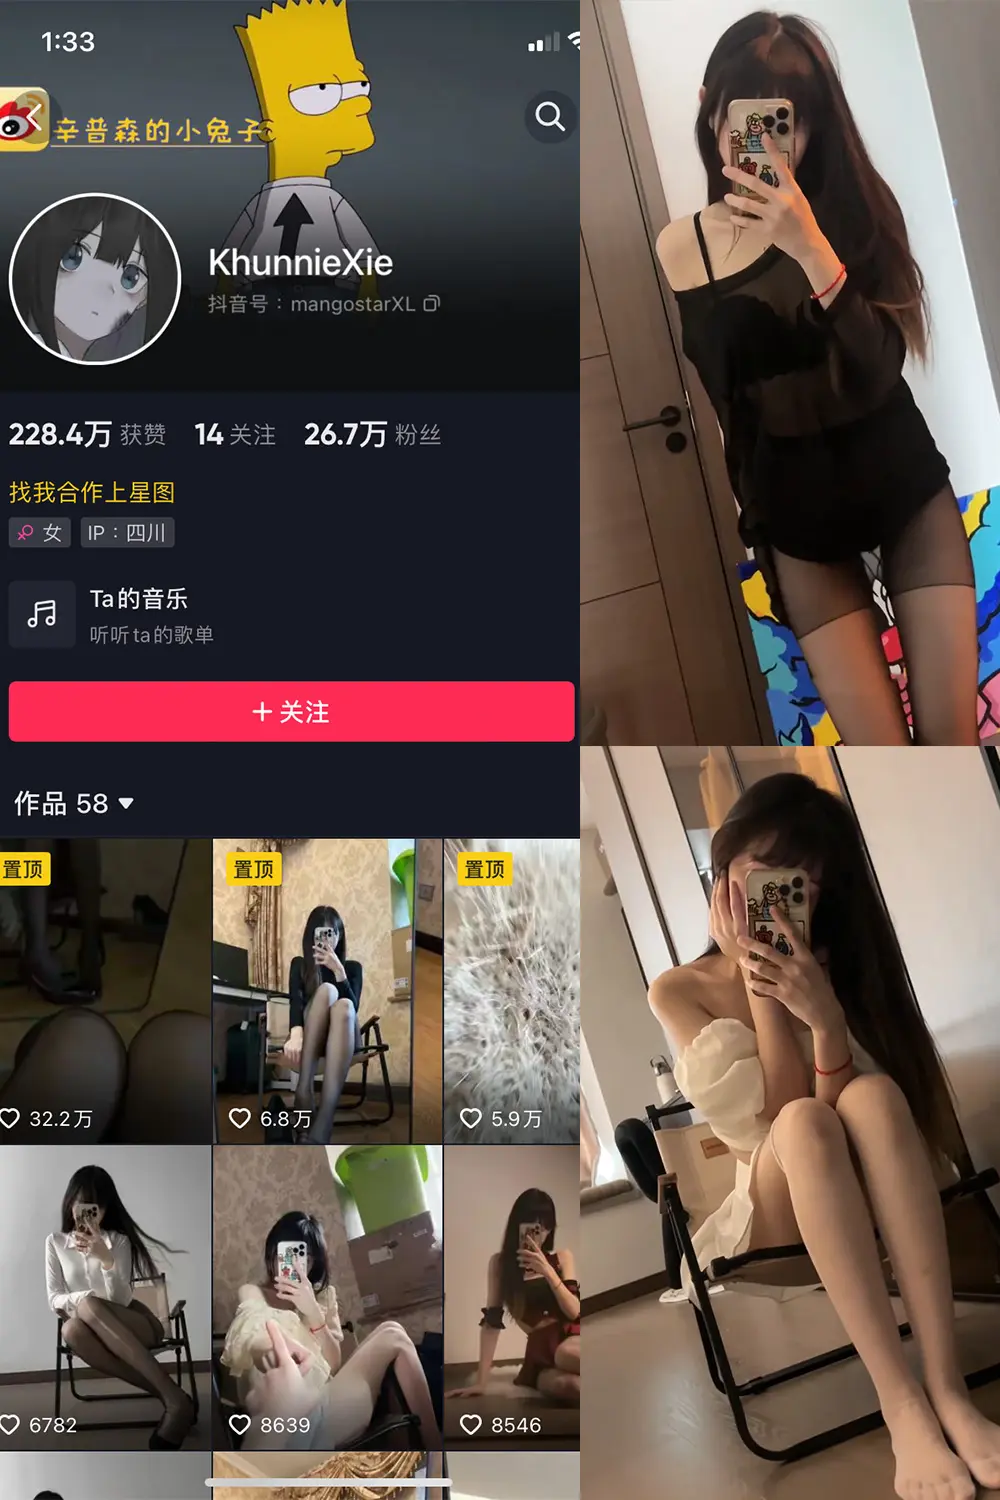 1:33
辛普森的小兔子
KhunnieXie
抖音号：mangostarXL
228.4万 获赞 14 关注 26.7万 粉丝
找我合作上星图
女 IP：四川
Ta的音乐
听听ta的歌单
+ 关注
作品 58
置顶 置顶 置顶
32.2万 6.8万 5.9万
6782 8639 8546